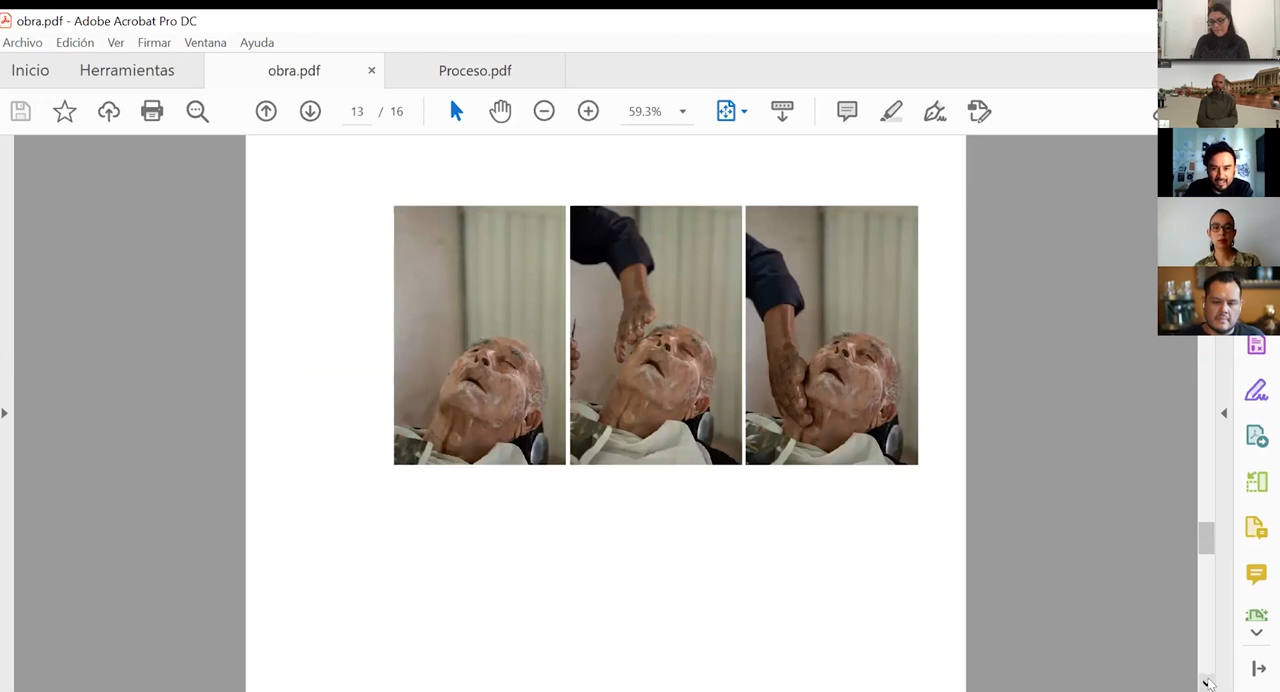 obra.pdf - Adobe Acrobat Pro DC
Archivo Edición Ver Firmar Ventana Ayuda
Inicio Herramientas obra.pdf × Proceso.pdf
13 / 16 59.3%